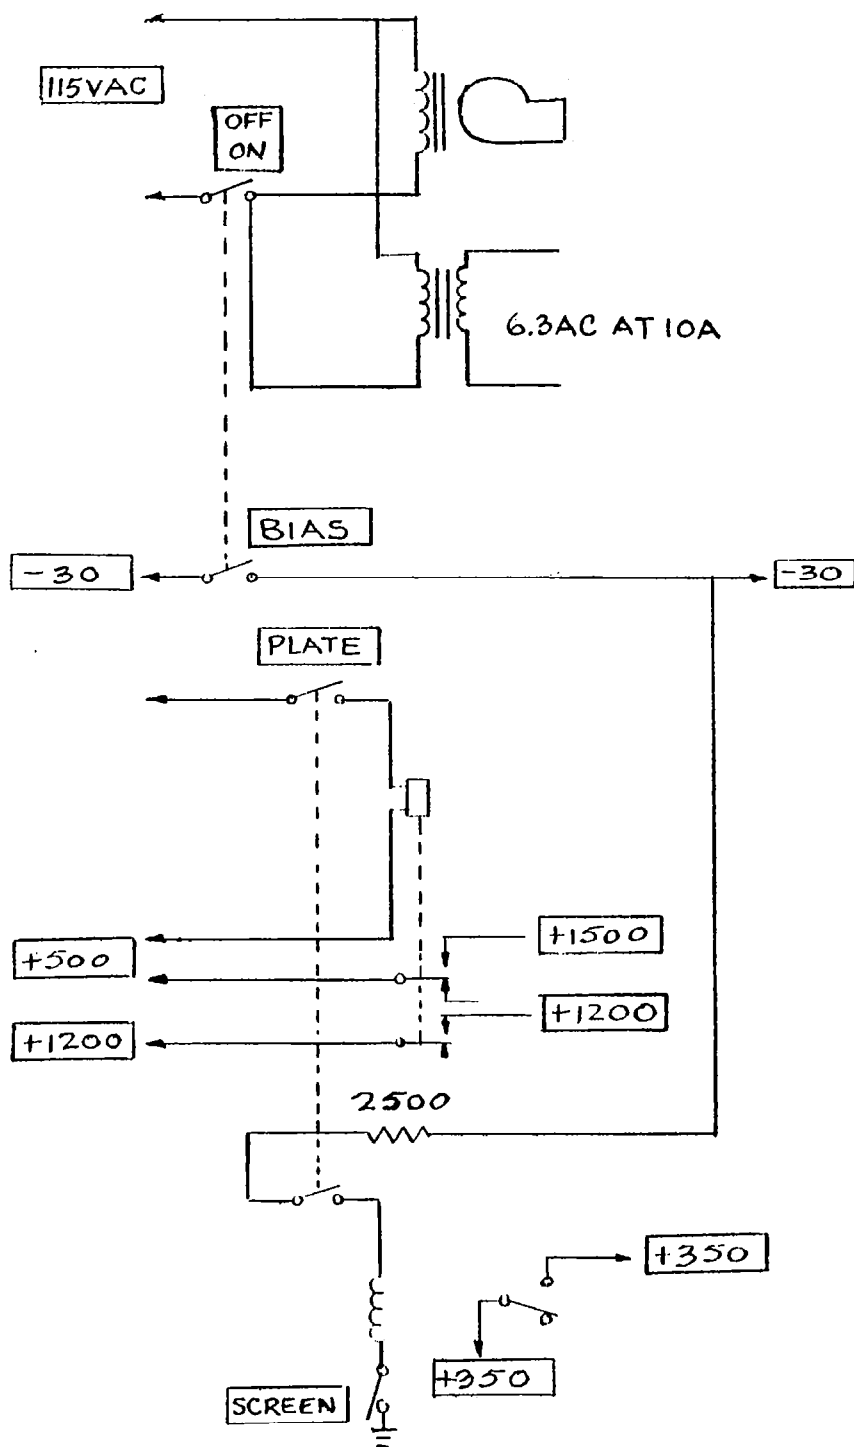 115VAC
OFF
ON
6.3AC AT 10A
BIAS
-30
-30
PLATE
+1500
+500
+1200
+1200
2500
+350
+350
SCREEN